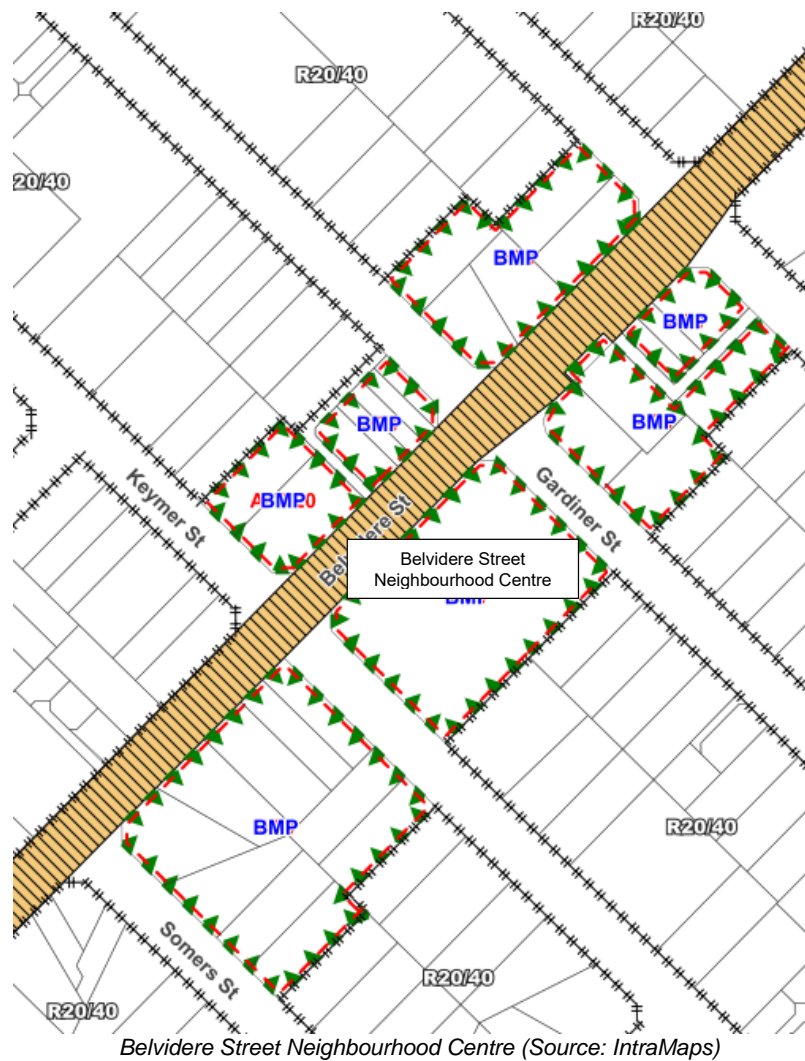 R20/40
R20/40
20/40
BMP
BMP
BMP
BMP
BMP
Keymer St
Gardiner St
Belvidere Street
Neighbourhood Centre
BMP
R20/40
Somers St
R20/40
R20/40
Belvidere Street Neighbourhood Centre (Source: IntraMaps)